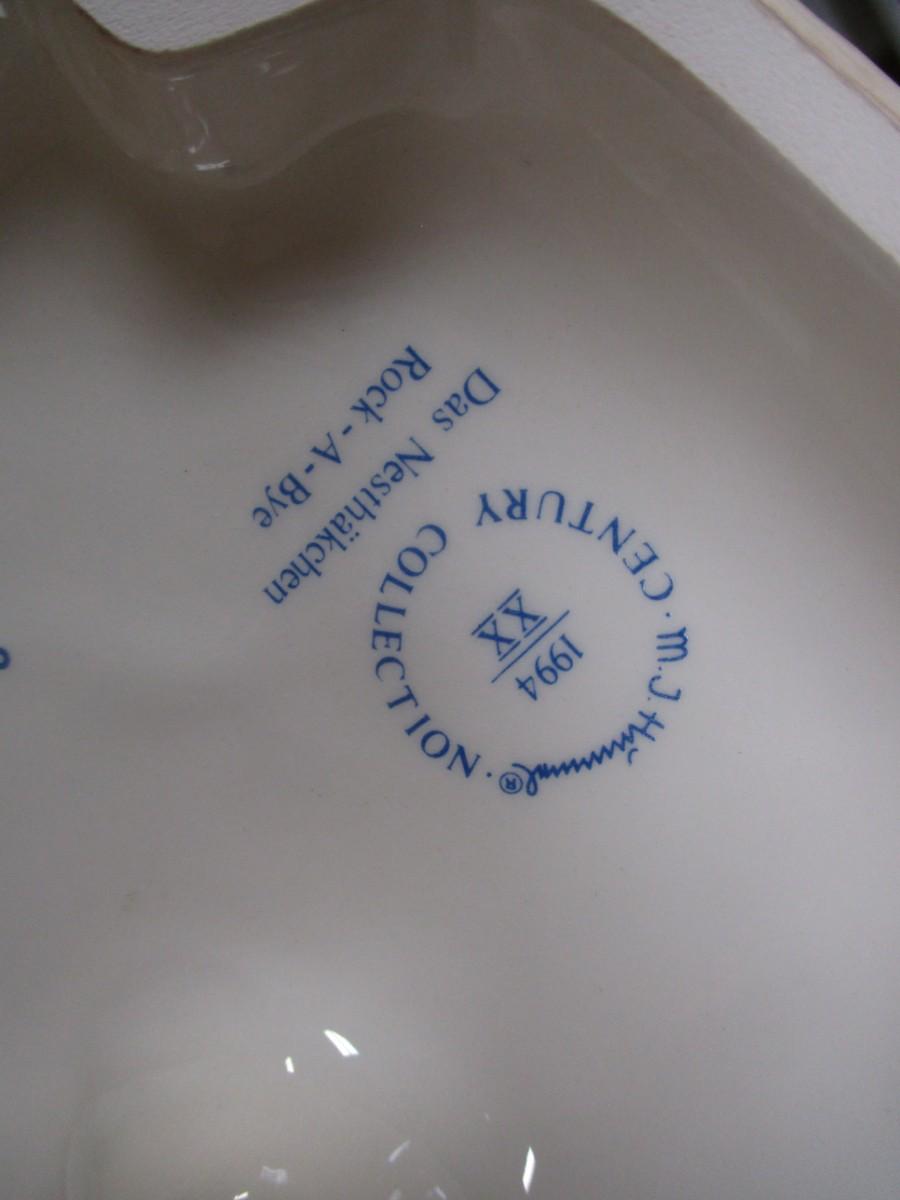 M.J. Hummel® · CENTURY COLLECTION ·
1994
XX
Das Nesthäkchen
Rock-A-Bye